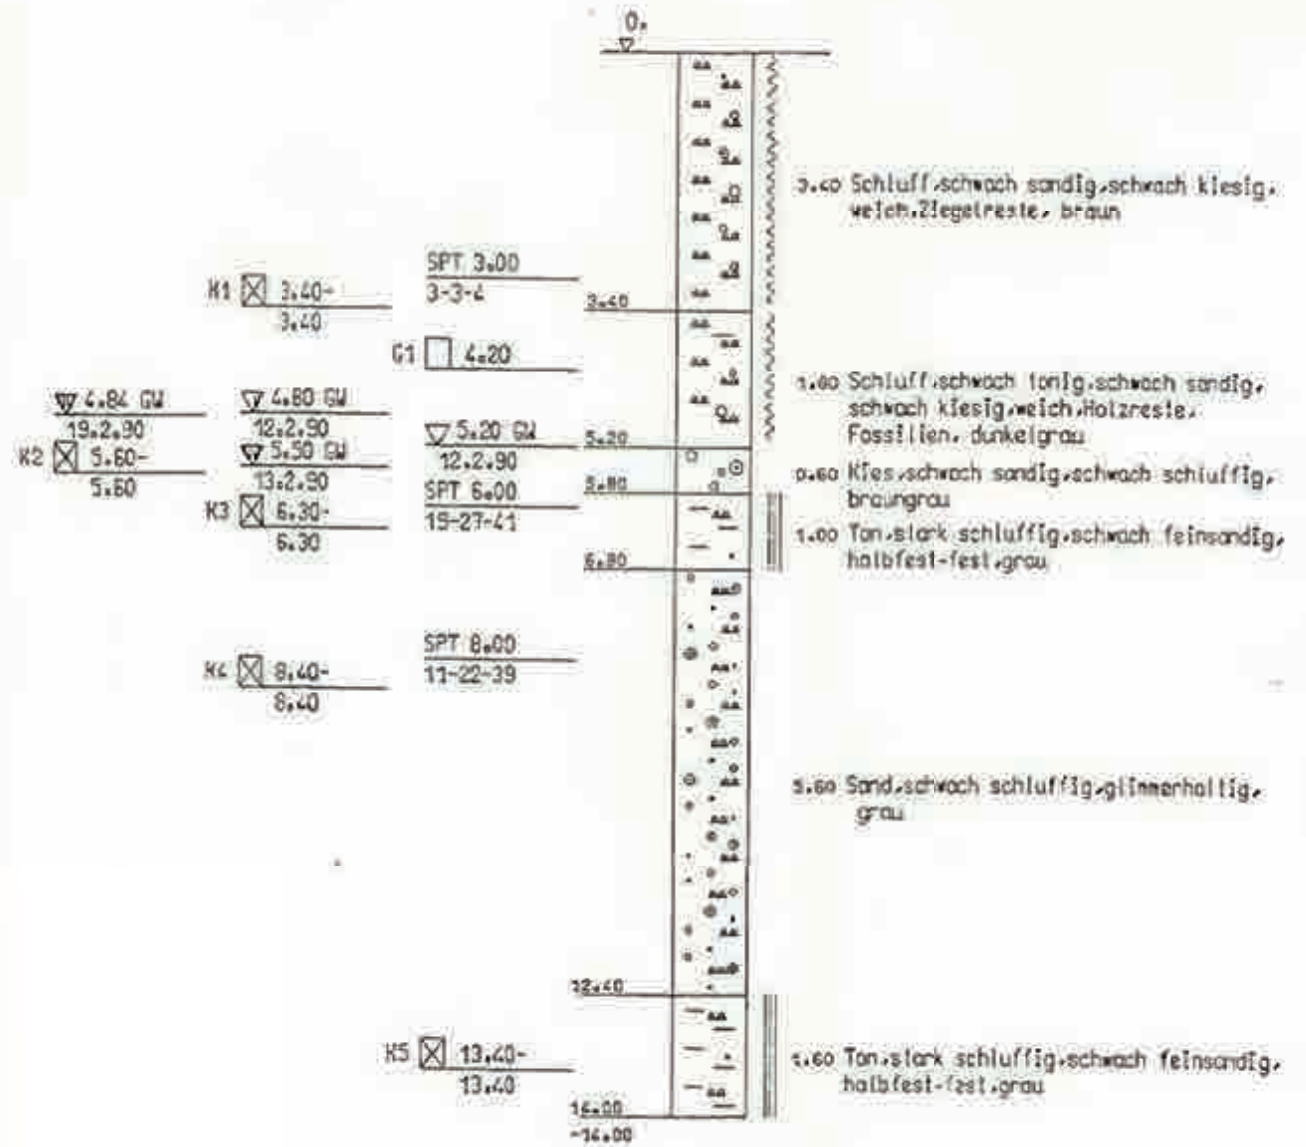 0.
3.40 Schluff,schwach sandig,schwach kiesig,
weich,Ziegelreste, braun
SPT 3.00
3-3-4
K1 3.40-
3.40
3.40
G1 4.20
1.80 Schluff,schwach tonig,schwach sandig,
schwach kiesig,weich,Holzreste,
Fossilien, dunkelgrau
4.84 GW
19.2.90
4.80 GW
12.2.90
5.20 GW
12.2.90
5.20
K2 5.60-
5.60
5.50 GW
13.2.90
0.60 Kies,schwach sandig,schwach schluffig,
braungrau
5.80
SPT 6.00
19-27-41
K3 6.30-
6.30
1.00 Ton,stark schluffig,schwach feinsandig,
halbfest-fest,grau
6.80
SPT 8.00
11-22-39
K4 8.40-
8.40
5.60 Sand,schwach schluffig,glimmerhaltig,
grau
12.40
K5 13.40-
13.40
1.60 Ton,stark schluffig,schwach feinsandig,
halbfest-fest,grau
14.00
-14.00